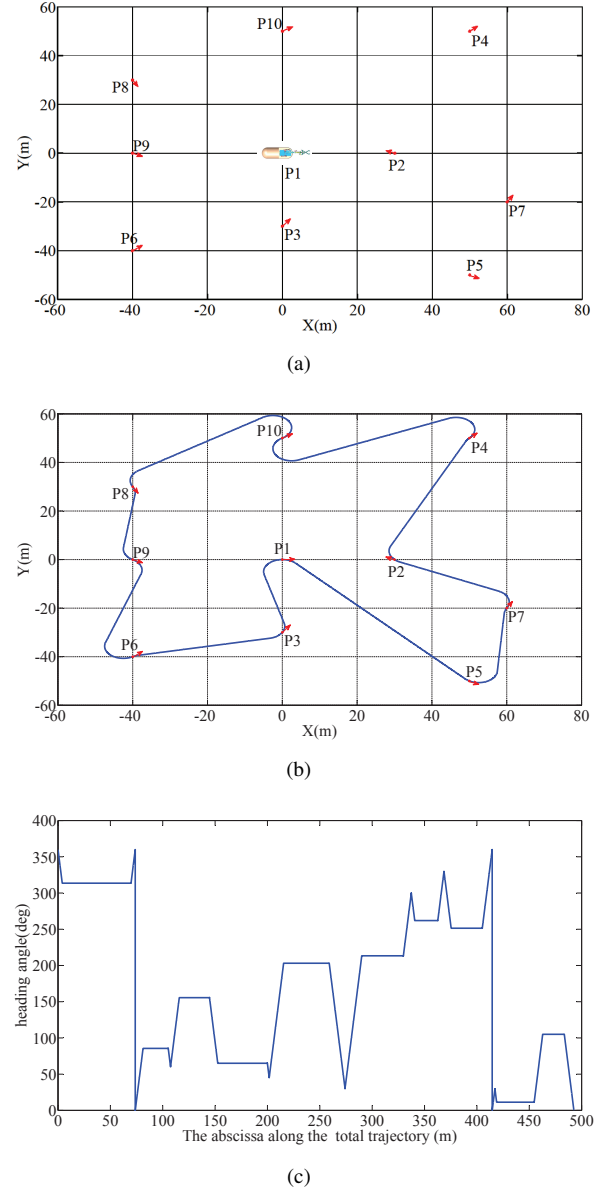 60
40
20
0
-20
-40
-60
Y(m)
P10
P4
P8
P9
P1
P2
P6
P3
P7
P5
-60 -40 -20 0 20 40 60 80
X(m)
(a)
60
40
20
0
-20
-40
-60
Y(m)
P10
P4
P8
P9
P1
P2
P6
P3
P7
P5
-60 -40 -20 0 20 40 60 80
X(m)
(b)
400
350
300
250
200
150
100
50
0
heading angle(deg)
0 50 100 150 200 250 300 350 400 450 500
The abscissa along the total trajectory (m)
(c)